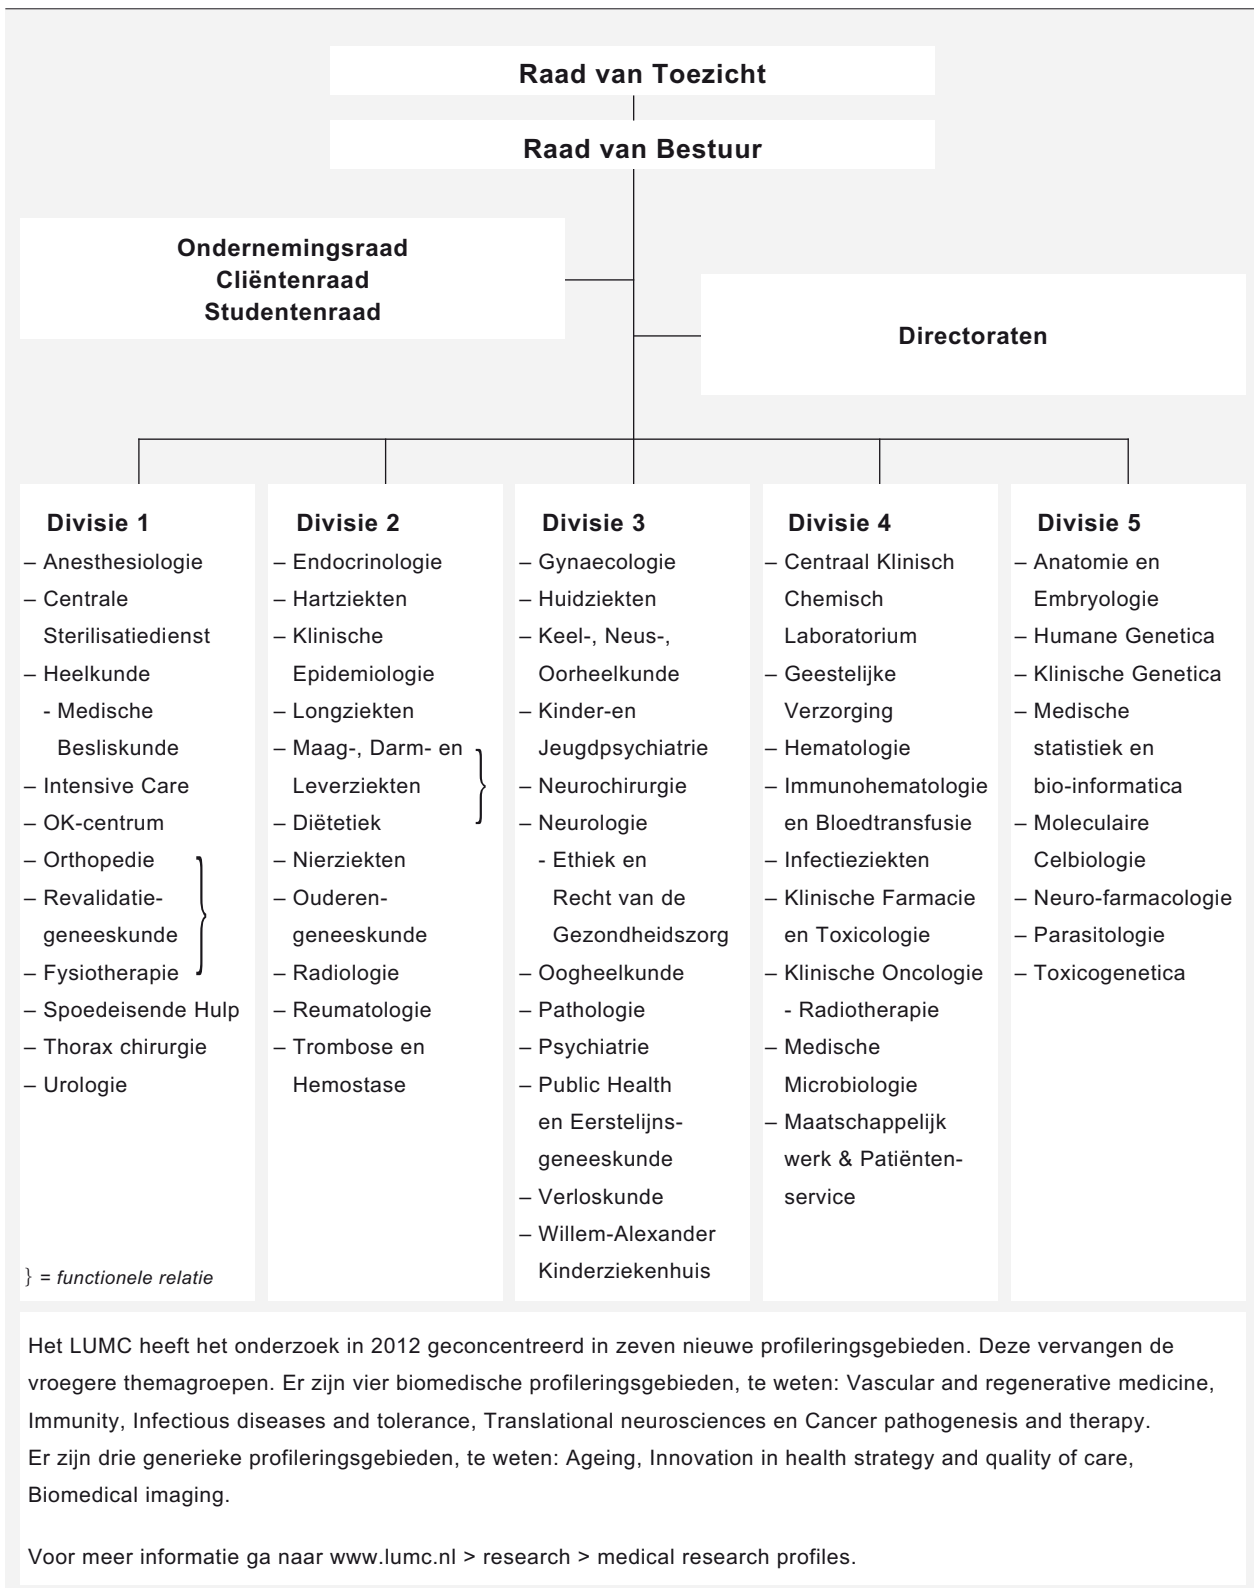 Raad van Toezicht
Raad van Bestuur
Ondernemingsraad
Cliëntenraad
Studentenraad
Directoraten
Divisie 1
– Anesthesiologie
– Centrale
Sterilisatiedienst
– Heelkunde
- Medische
Besliskunde
– Intensive Care
– OK-centrum
– Orthopedie
– Revalidatie-
geneeskunde
– Fysiotherapie
– Spoedeisende Hulp
– Thorax chirurgie
– Urologie
} = functionele relatie
Divisie 2
– Endocrinologie
– Hartziekten
– Klinische
Epidemiologie
– Longziekten
– Maag-, Darm- en
Leverziekten
– Diëtetiek
– Nierziekten
– Ouderen-
geneeskunde
– Radiologie
– Reumatologie
– Trombose en
Hemostase
Divisie 3
– Gynaecologie
– Huidziekten
– Keel-, Neus-,
Oorheelkunde
– Kinder-en
Jeugdpsychiatrie
– Neurochirurgie
– Neurologie
- Ethiek en
Recht van de
Gezondheidszorg
– Oogheelkunde
– Pathologie
– Psychiatrie
– Public Health
en Eerstelijns-
geneeskunde
– Verloskunde
– Willem-Alexander
Kinderziekenhuis
Divisie 4
– Centraal Klinisch
Chemisch
Laboratorium
– Geestelijke
Verzorging
– Hematologie
– Immunohematologie
en Bloedtransfusie
– Infectieziekten
– Klinische Farmacie
en Toxicologie
– Klinische Oncologie
- Radiotherapie
– Medische
Microbiologie
– Maatschappelijk
werk & Patiënten-
service
Divisie 5
– Anatomie en
Embryologie
– Humane Genetica
– Klinische Genetica
– Medische
statistiek en
bio-informatica
– Moleculaire
Celbiologie
– Neuro-farmacologie
– Parasitologie
– Toxicogenetica
Het LUMC heeft het onderzoek in 2012 geconcentreerd in zeven nieuwe profileringsgebieden. Deze vervangen de
vroegere themagroepen. Er zijn vier biomedische profileringsgebieden, te weten: Vascular and regenerative medicine,
Immunity, Infectious diseases and tolerance, Translational neurosciences en Cancer pathogenesis and therapy.
Er zijn drie generieke profileringsgebieden, te weten: Ageing, Innovation in health strategy and quality of care,
Biomedical imaging.
Voor meer informatie ga naar www.lumc.nl > research > medical research profiles.